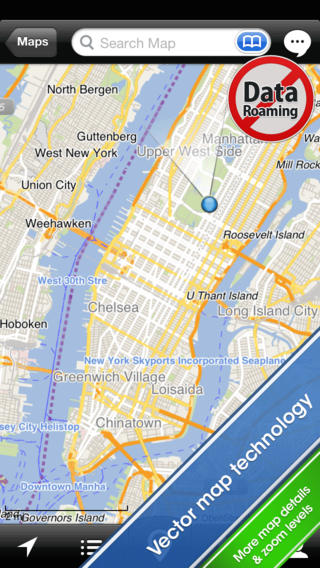 Maps
Search Map
Data
Roaming
North Bergen
Guttenberg
Manhattan
West New York
Upper West Side
Mill Rock
Union City
Weehawken
Roosevelt Island
West 30th Stre
U Thant Island
Chelsea
Long Island City
Hoboken
New York Skyports Incorporated Seaplane
Greenwich Village
Loisaida
sey City Helistop
Chinatown
Downtown Manha
Governors Island
Vector map technology
More map details
& zoom levels